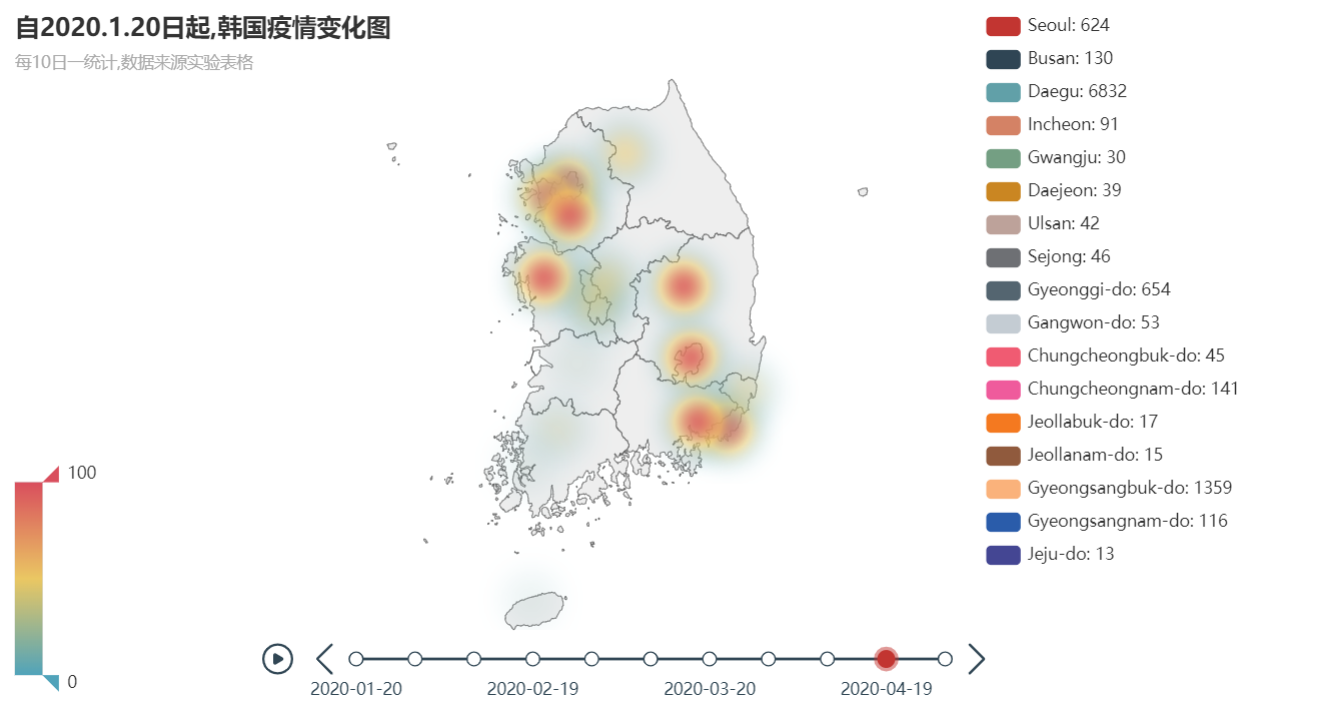 自2020.1.20日起,韩国疫情变化图
每10日一统计,数据来源实验表格
Seoul: 624
Busan: 130
Daegu: 6832
Incheon: 91
Gwangju: 30
Daejeon: 39
Ulsan: 42
Sejong: 46
Gyeonggi-do: 654
Gangwon-do: 53
Chungcheongbuk-do: 45
Chungcheongnam-do: 141
Jeollabuk-do: 17
Jeollanam-do: 15
Gyeongsangbuk-do: 1359
Gyeongsangnam-do: 116
Jeju-do: 13
100
0
2020-01-20
2020-02-19
2020-03-20
2020-04-19